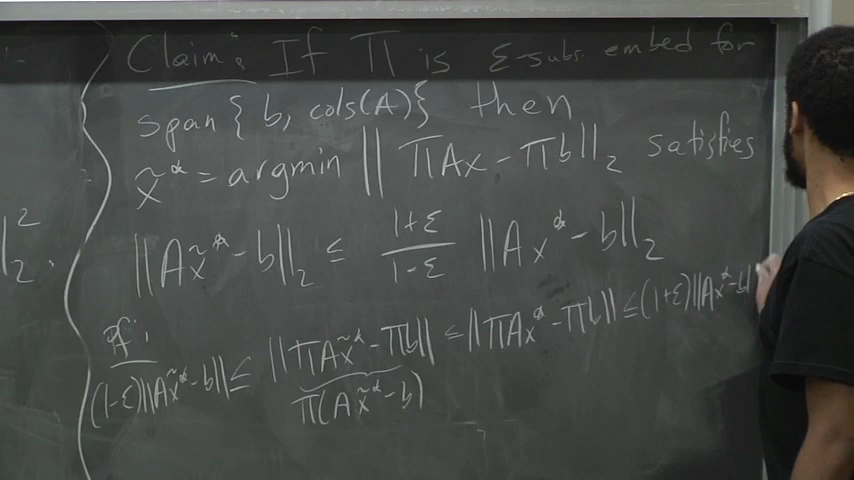 Claim: If Π is ε-subs. embed for
span { b, cols(A)} then
x̃* = argmin || ΠAx - Πb||₂ satisfies
||Ax̃* - b||₂ ≤ (1+ε)/(1-ε) ||Ax* - b||₂
|₂² .
Pf:
(1-ε)||Ax̃* - b|| ≤ ||ΠAx̃* - Πb|| ≤ ||ΠAx* - Πb|| ≤ (1+ε)||Ax* - b|
Π(Ax̃* - b)